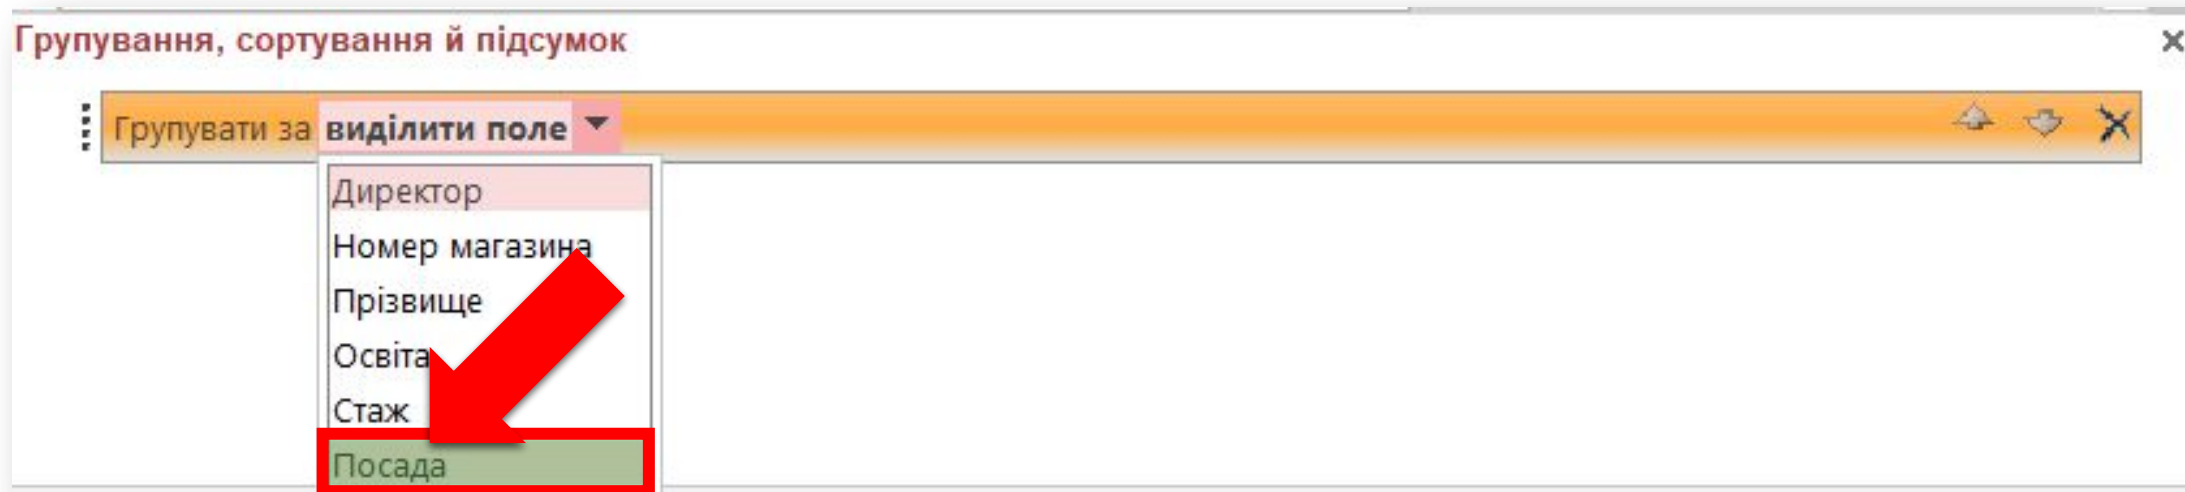 Групування, сортування й підсумок
Групувати за виділити поле
Директор
Номер магазина
Прізвище
Освіта
Стаж
Посада